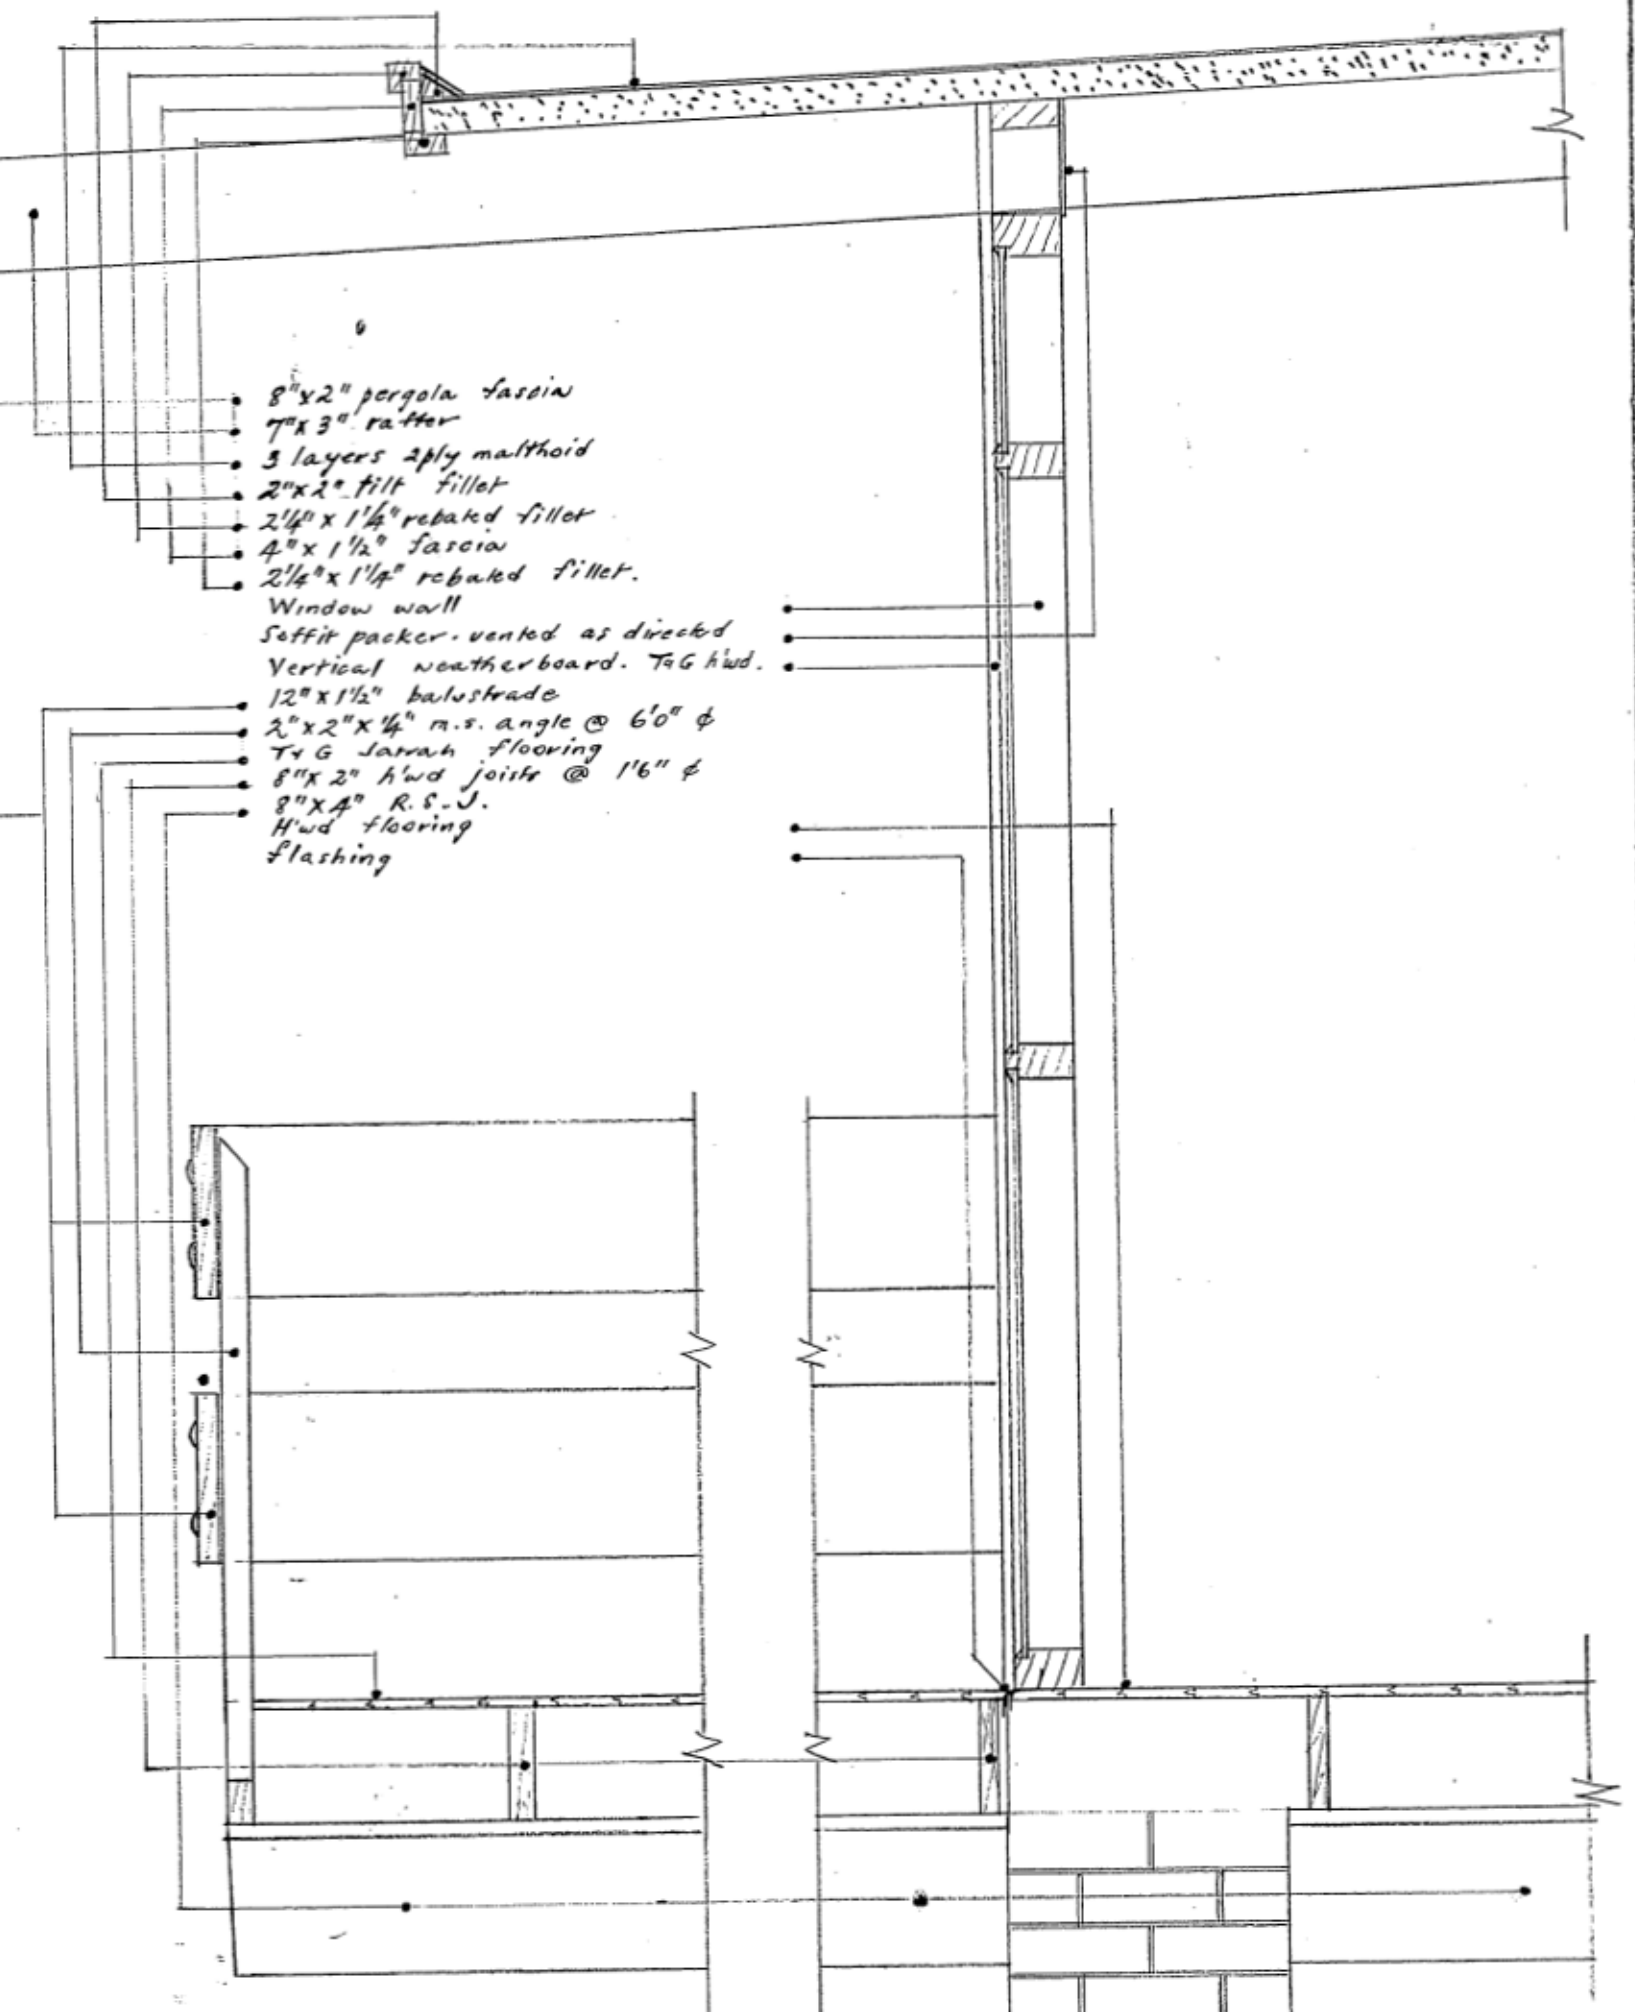 8"x2" pergola fascia
7"x3" rafter
3 layers 2ply malthoid
2"x2" tilt fillet
2¼" x 1¼" rebated fillet
4" x 1½" fascia
2¼" x 1¼" rebated fillet.
Window wall
Soffit packer. vented as directed
Vertical weatherboard. T&G h'wd.
12" x 1½" balustrade
2" x 2" x ¼" m.s. angle @ 6'0" ¢
T & G Jarrah flooring
8" x 2" h'wd joists @ 1'6" ¢
8" x 4" R.S.J.
H'wd flooring
flashing